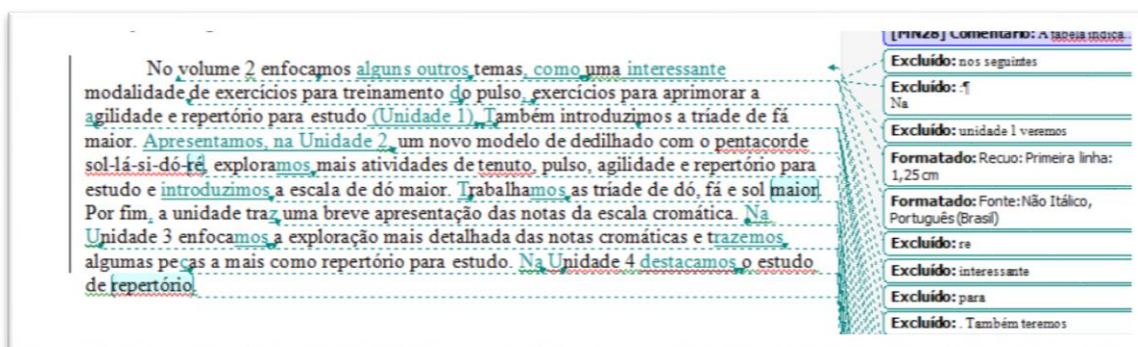 No volume 2 enfocamos alguns outros temas, como uma interessante
modalidade de exercícios para treinamento do pulso, exercícios para aprimorar a
agilidade e repertório para estudo (Unidade 1). Também introduzimos a tríade de fá
maior. Apresentamos, na Unidade 2, um novo modelo de dedilhado com o pentacorde
sol-lá-si-dó-ré, exploramos mais atividades de tenuto, pulso, agilidade e repertório para
estudo e introduzimos a escala de dó maior. Trabalhamos as tríade de dó, fá e sol maior.
Por fim, a unidade traz uma breve apresentação das notas da escala cromática. Na
Unidade 3 enfocamos a exploração mais detalhada das notas cromáticas e trazemos
algumas peças a mais como repertório para estudo. Na Unidade 4 destacamos o estudo
de repertório.
[MN28] Comentário: A tabela indica...
Excluído: nos seguintes
Excluído: :¶
Na
Excluído: unidade 1 veremos
Formatado: Recuo: Primeira linha:
1,25 cm
Formatado: Fonte:Não Itálico,
Português (Brasil)
Excluído: re
Excluído: interessante
Excluído: para
Excluído: . Também teremos